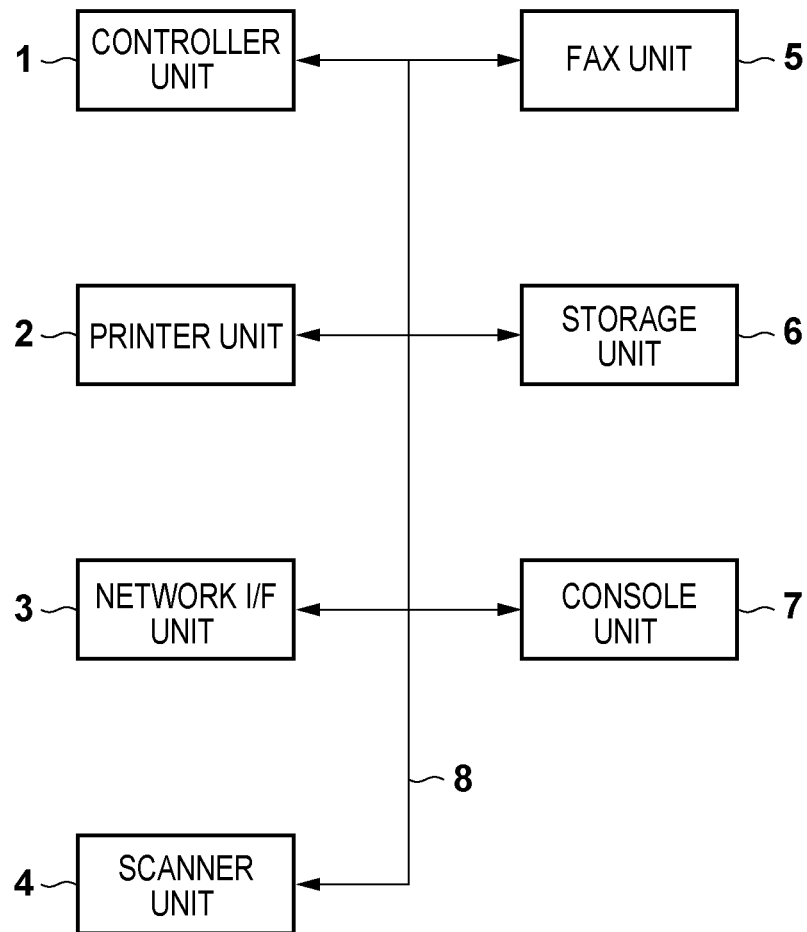 1
CONTROLLER
UNIT
FAX UNIT
5
2
PRINTER UNIT
STORAGE
UNIT
6
3
NETWORK I/F
UNIT
CONSOLE
UNIT
7
8
4
SCANNER
UNIT